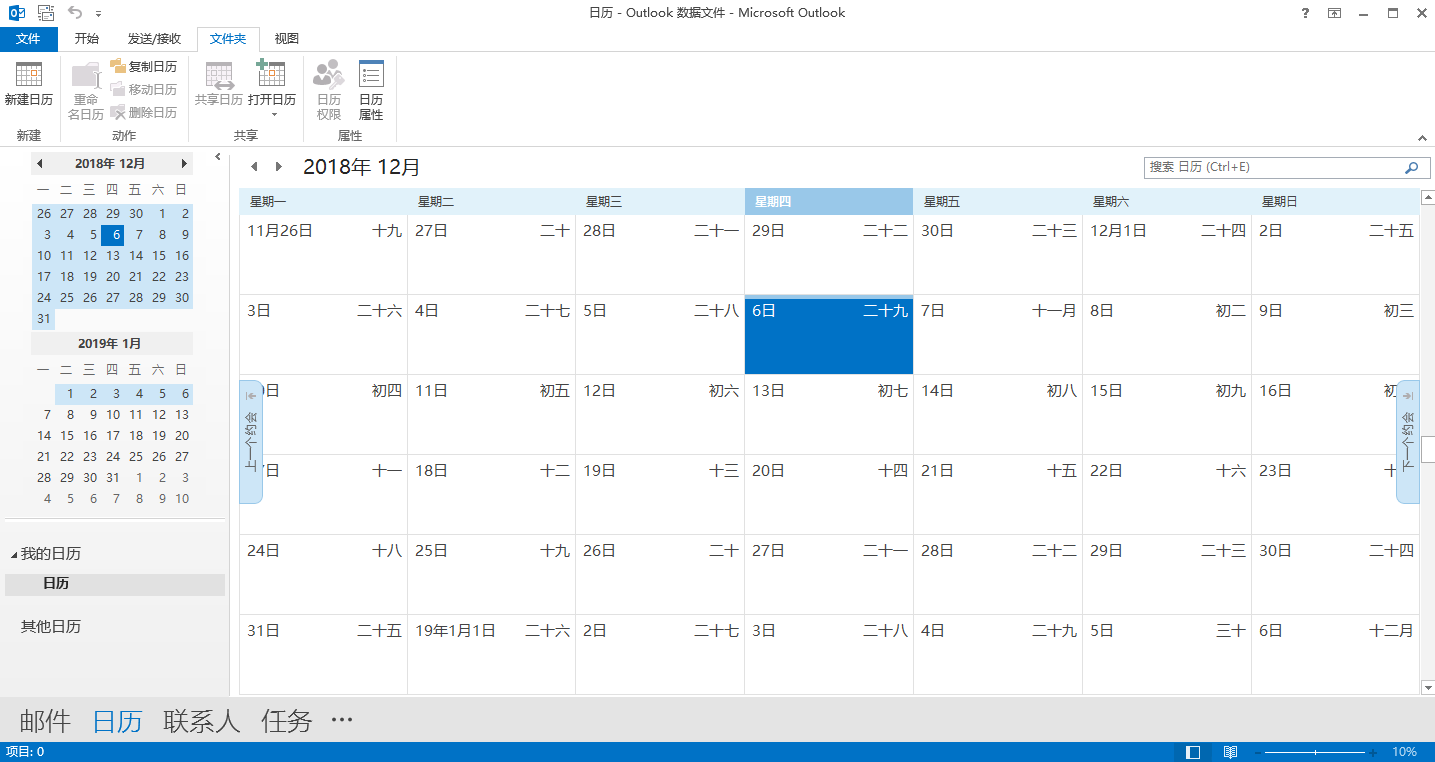 日历 - Outlook 数据文件 - Microsoft Outlook
文件 开始 发送/接收 文件夹 视图
新建日历
重命名日历
复制日历
移动日历
删除日历
共享日历
打开日历
日历权限
日历属性
新建 动作 共享 属性
2018年 12月
一 二 三 四 五 六 日
26 27 28 29 30 1 2
3 4 5 6 7 8 9
10 11 12 13 14 15 16
17 18 19 20 21 22 23
24 25 26 27 28 29 30
31
2019年 1月
一 二 三 四 五 六 日
1 2 3 4 5 6
7 8 9 10 11 12 13
14 15 16 17 18 19 20
21 22 23 24 25 26 27
28 29 30 31 1 2 3
4 5 6 7 8 9 10
我的日历
日历
其他日历
2018年 12月
搜索 日历 (Ctrl+E)
星期一 星期二 星期三 星期四 星期五 星期六 星期日
11月26日 十九 27日 二十 28日 二十一 29日 二十二 30日 二十三 12月1日 二十四 2日 二十五
3日 二十六 4日 二十七 5日 二十八 6日 二十九 7日 十一月 8日 初二 9日 初三
日 初四 11日 初五 12日 初六 13日 初七 14日 初八 15日 初九 16日 初
日 十一 18日 十二 19日 十三 20日 十四 21日 十五 22日 十六 23日 十
上一个约会
下一个约会
24日 十八 25日 十九 26日 二十 27日 二十一 28日 二十二 29日 二十三 30日 二十四
31日 二十五 19年1月1日 二十六 2日 二十七 3日 二十八 4日 二十九 5日 三十 6日 十二月
邮件 日历 联系人 任务 ···
项目: 0
10%